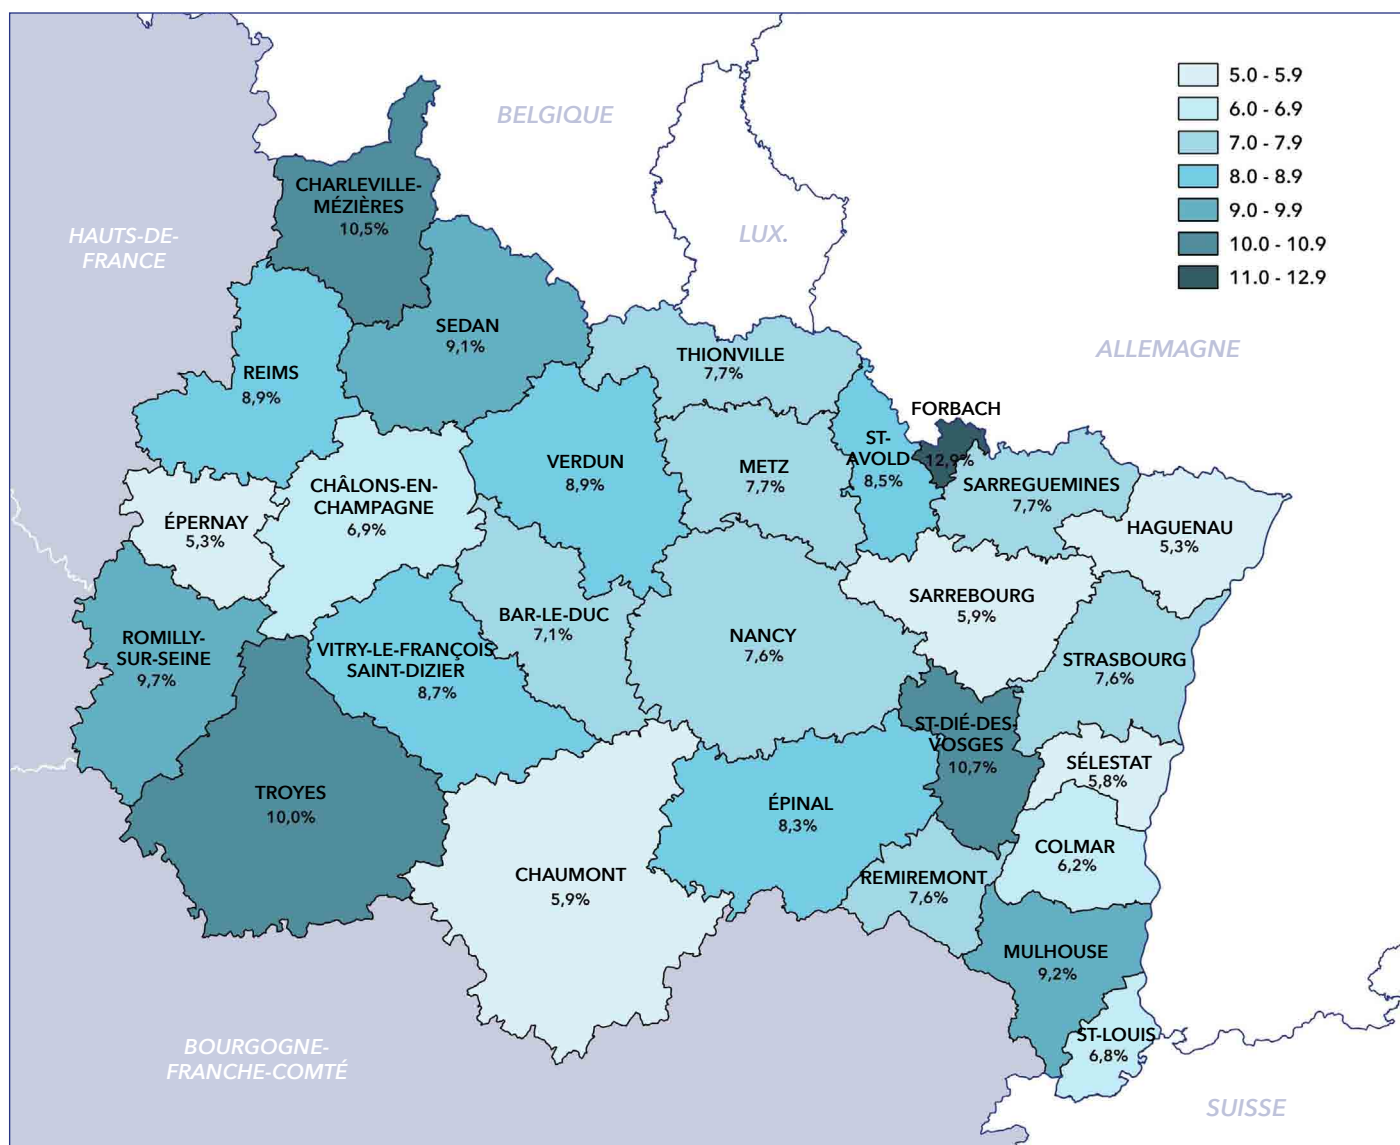 5.0 - 5.9
6.0 - 6.9
7.0 - 7.9
8.0 - 8.9
9.0 - 9.9
10.0 - 10.9
11.0 - 12.9
BELGIQUE
LUX.
ALLEMAGNE
HAUTS-DE-
FRANCE
CHARLEVILLE-
MÉZIÈRES
10,5%
SEDAN
9,1%
REIMS
8,9%
THIONVILLE
7,7%
FORBACH
12,9%
ST-
AVOLD
8,5%
VERDUN
8,9%
METZ
7,7%
SARREGUEMINES
7,7%
CHÂLONS-EN-
CHAMPAGNE
6,9%
ÉPERNAY
5,3%
HAGUENAU
5,3%
SARREBOURG
5,9%
BAR-LE-DUC
7,1%
NANCY
7,6%
ROMILLY-
SUR-SEINE
9,7%
VITRY-LE-FRANÇOIS
SAINT-DIZIER
8,7%
STRASBOURG
7,6%
ST-DIÉ-DES-
VOSGES
10,7%
SÉLESTAT
5,8%
TROYES
10,0%
ÉPINAL
8,3%
COLMAR
6,2%
CHAUMONT
5,9%
REMIREMONT
7,6%
MULHOUSE
9,2%
ST-LOUIS
6,8%
BOURGOGNE-
FRANCHE-COMTÉ
SUISSE